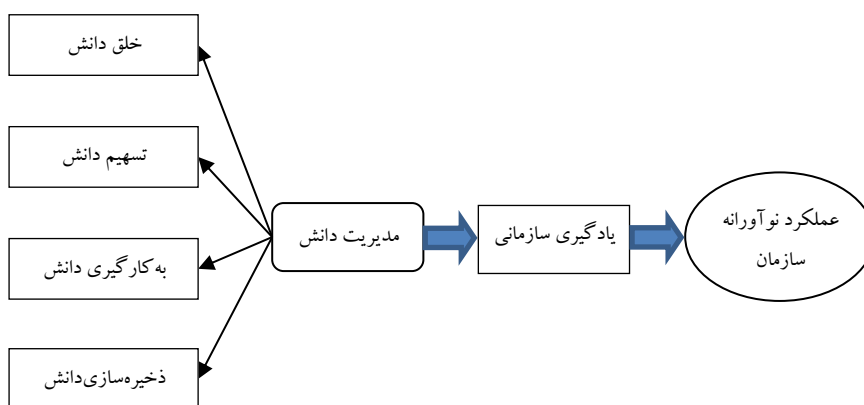 خلق دانش
تسهیم دانش
به‌کارگیری دانش
ذخیره‌سازی‌دانش
مدیریت دانش
یادگیری سازمانی
عملکرد نوآورانه
سازمان